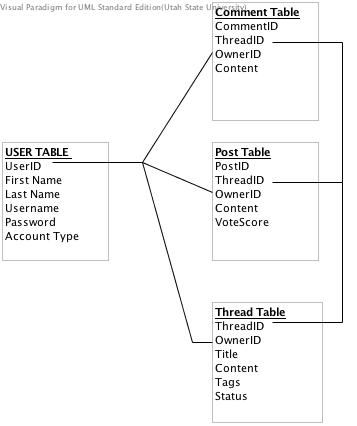 Visual Paradigm for UML Standard Edition(Utah State University)
Comment Table
CommentID
ThreadID
OwnerID
Content
USER TABLE
UserID
First Name
Last Name
Username
Password
Account Type
Post Table
PostID
ThreadID
OwnerID
Content
VoteScore
Thread Table
ThreadID
OwnerID
Title
Content
Tags
Status